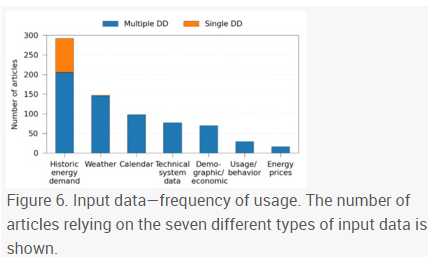 Multiple DD Single DD
300
250
200
150
100
50
0
Number of articles
Historic energy demand
Weather
Calendar
Technical system data
Demo- graphic/ economic
Usage/ behavior
Energy prices
Figure 6. Input data—frequency of usage. The number of
articles relying on the seven different types of input data is
shown.